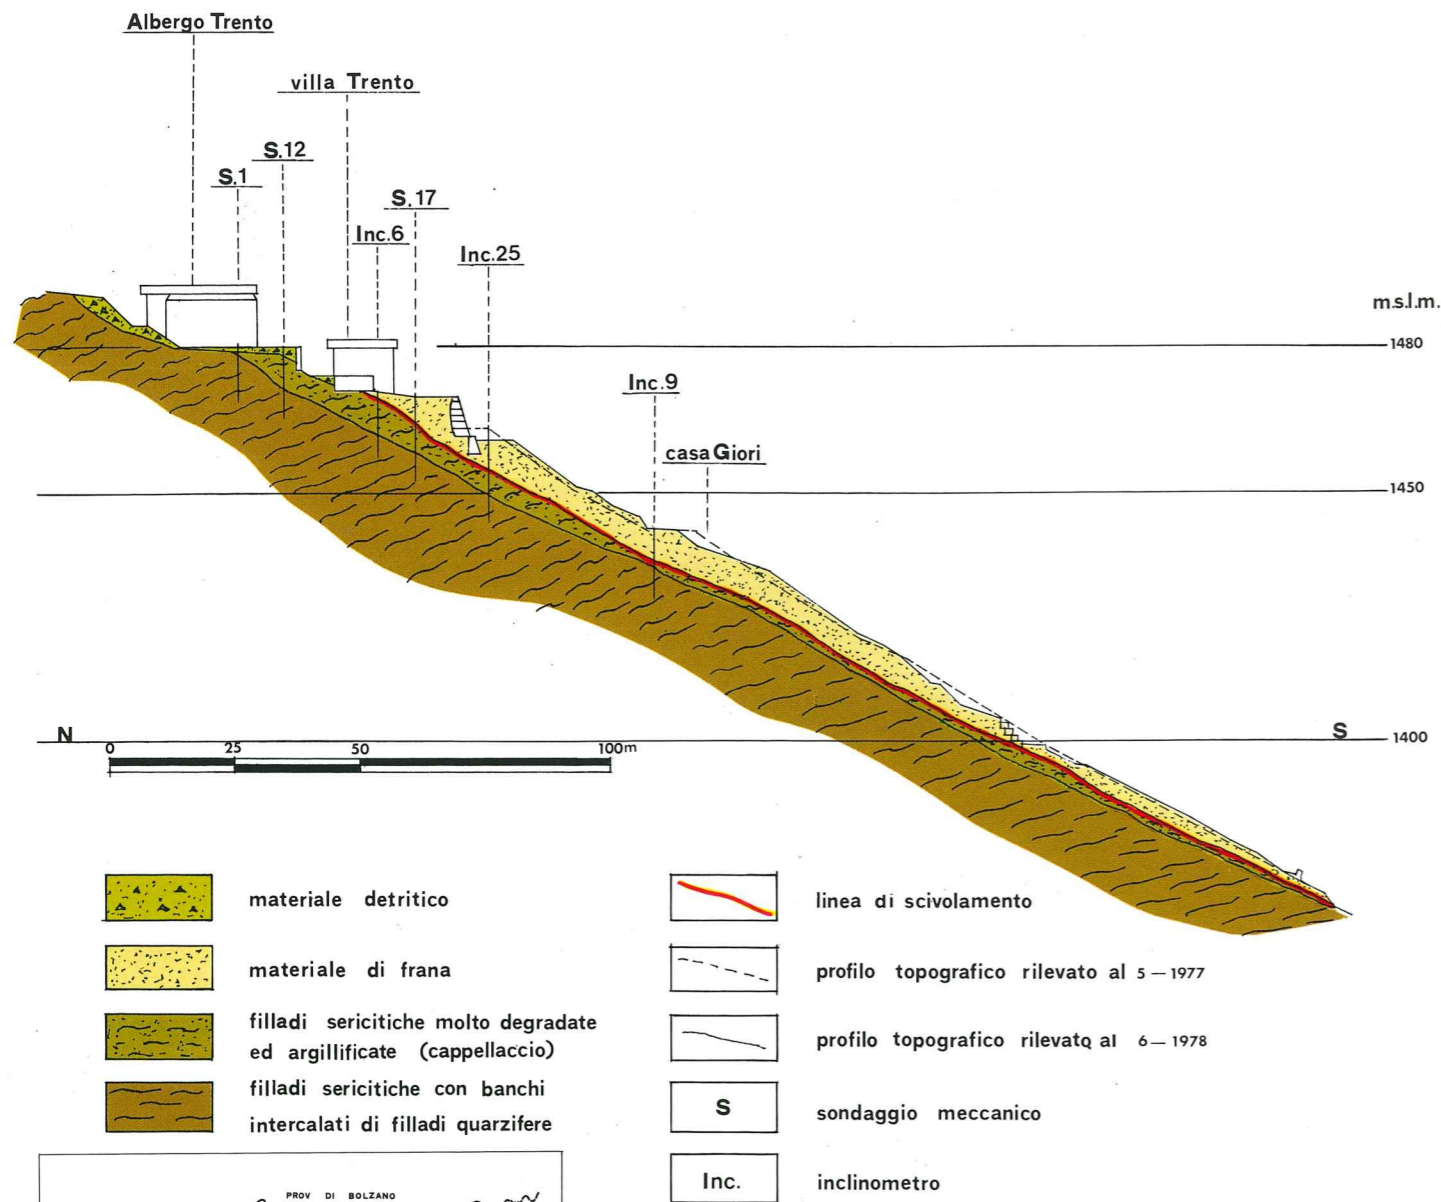 Albergo Trento
villa Trento
S.12
S.1
S.17
Inc.6
Inc.25
m.s.l.m.
1480
Inc.9
casa Giori
1450
N
S
1400
0 25 50 100m
materiale detritico
materiale di frana
filladi sericitiche molto degradate
ed argillificate (cappellaccio)
filladi sericitiche con banchi
intercalati di filladi quarzifere
linea di scivolamento
profilo topografico rilevato al 5 – 1977
profilo topografico rilevato al 6 – 1978
S
sondaggio meccanico
Inc.
inclinometro
PROV DI BOLZANO